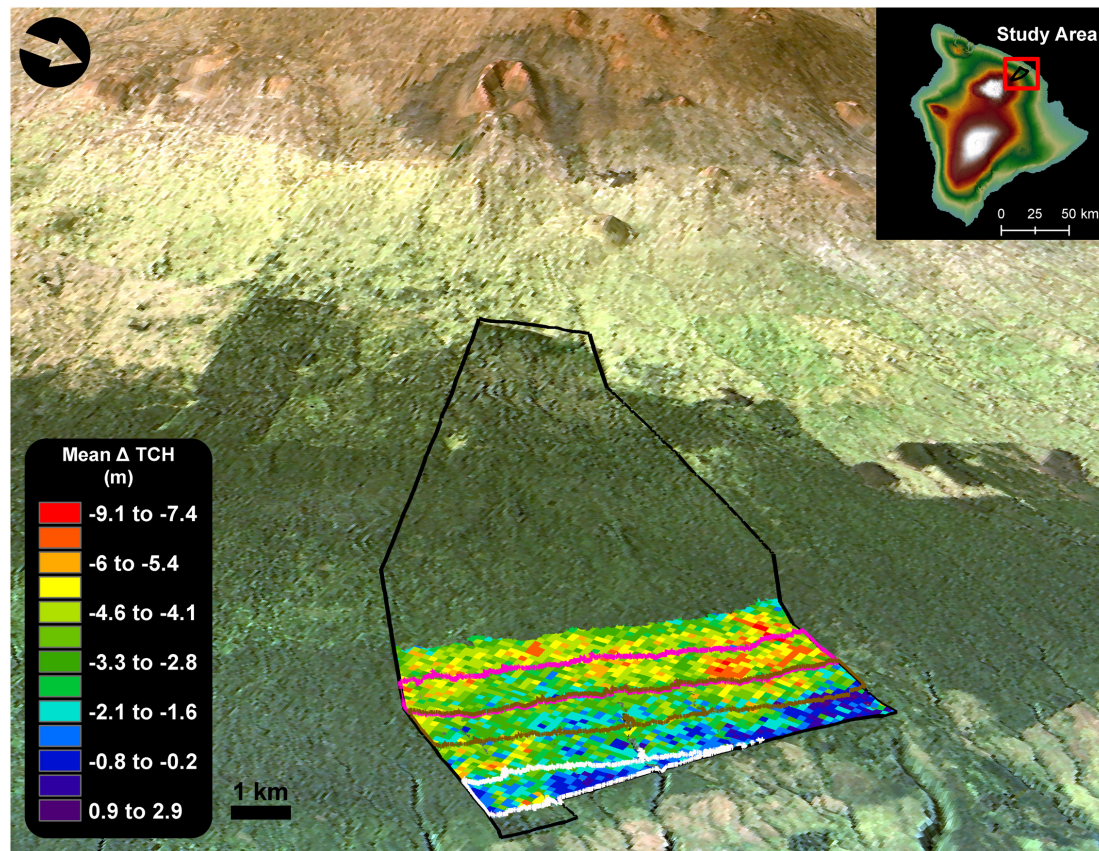 Study Area
0 25 50 km
Mean Δ TCH
(m)
-9.1 to -7.4
-6 to -5.4
-4.6 to -4.1
-3.3 to -2.8
-2.1 to -1.6
-0.8 to -0.2
0.9 to 2.9
1 km